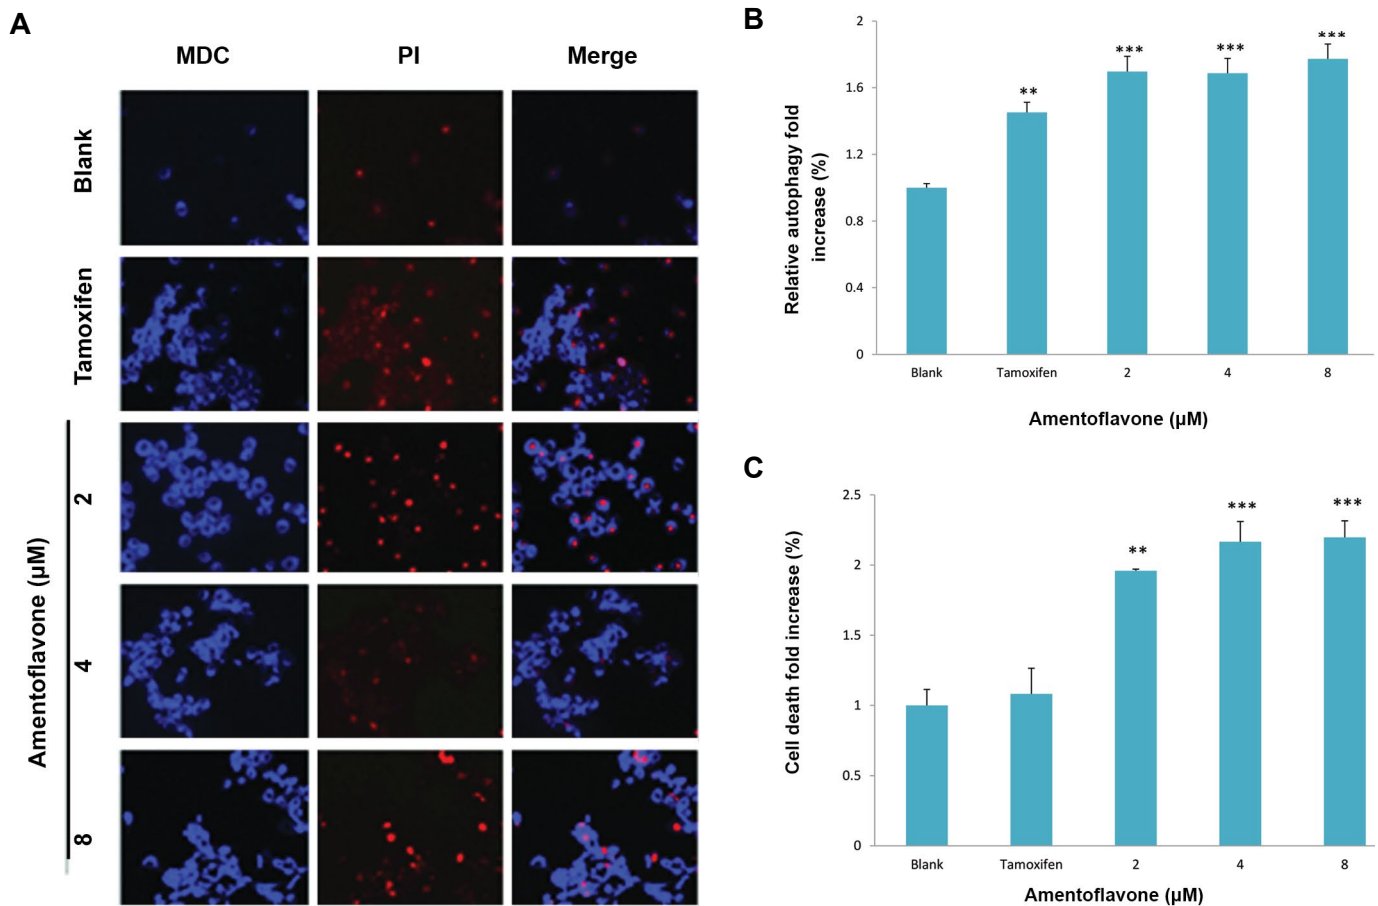 A
MDC PI Merge
Blank
Tamoxifen
2
4
8
Amentoflavone (µM)
B
2
1.6
1.2
0.8
0.4
0
Relative autophagy fold
increase (%)
**
***
***
***
Blank Tamoxifen 2 4 8
Amentoflavone (µM)
C
2.5
2
1.5
1
0.5
0
Cell death fold increase (%)
**
***
***
Blank Tamoxifen 2 4 8
Amentoflavone (µM)